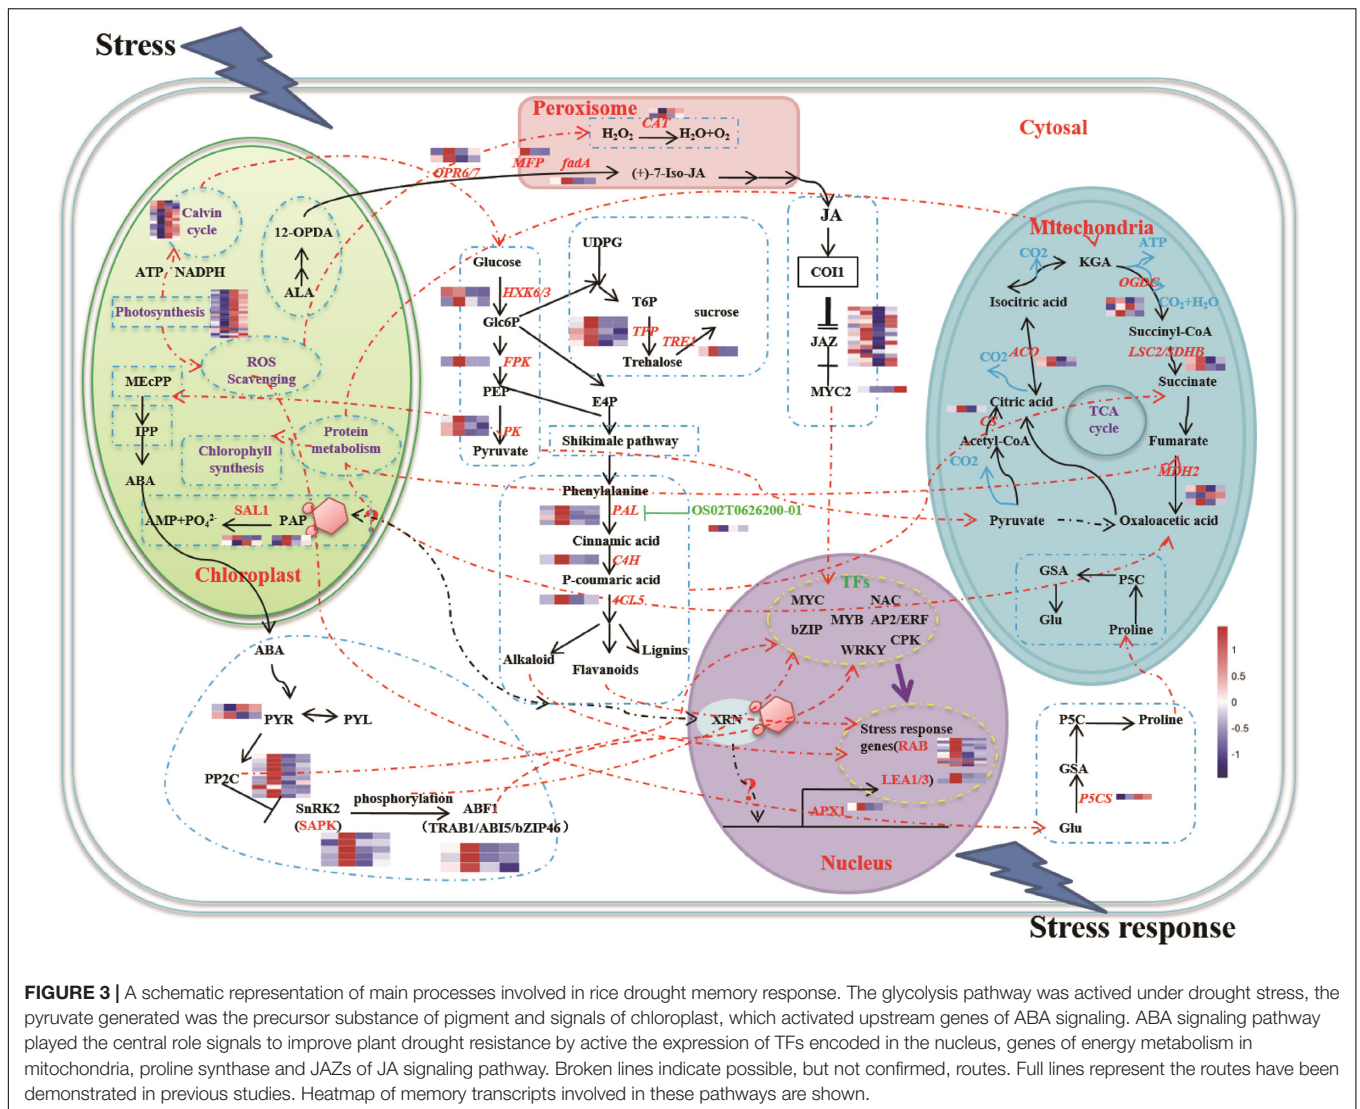 Stress
Peroxisome
CAT
H2O2
H2O+O2
MFP
fadA
OPR6/7
(+)-7-Iso-JA
Cytosal
Calvin
cycle
12-OPDA
ATP
NADPH
ALA
Photosynthesis
ROS
Scavenging
MEcPP
IPP
Protein
metabolism
Chlorophyll
synthesis
ABA
SAL1
AMP+PO4²⁻
PAP
?
Chloroplast
Glucose
HXK6/3
Glc6P
FPK
PEP
PK
Pyruvate
UDPG
T6P
TPP
sucrose
TRE1
Trehalose
E4P
Shikimale pathway
Phenylalanine
PAL
OS02T0626200-01
Cinnamic acid
C4H
P-coumaric acid
4CL5
Alkaloid
Flavanoids
Lignins
JA
COI1
JAZ
MYC2
Mitochondria
CO2
KGA
ATP
OGDC
CO2+H2O
Isocitric acid
Succinyl-CoA
ACO
LSC2/SDHB
CO2
Succinate
Citric acid
CS
TCA
cycle
Acetyl-CoA
Fumarate
CO2
MDH2
Pyruvate
Oxaloacetic acid
GSA
P5C
Glu
Proline
TFs
MYC
NAC
bZIP
MYB
AP2/ERF
CPK
WRKY
XRN
Stress response
genes(RAB
LEA1/3)
?
APX1
Nucleus
ABA
PYR
PYL
PP2C
SnRK2
(SAPK)
phosphorylation
ABF1
(TRAB1/ABI5/bZIP46)
P5C
Proline
GSA
P5CS
Glu
1
0.5
0
-0.5
-1
Stress response
FIGURE 3 | A schematic representation of main processes involved in rice drought memory response. The glycolysis pathway was actived under drought stress, the
pyruvate generated was the precursor substance of pigment and signals of chloroplast, which activated upstream genes of ABA signaling. ABA signaling pathway
played the central role signals to improve plant drought resistance by active the expression of TFs encoded in the nucleus, genes of energy metabolism in
mitochondria, proline synthase and JAZs of JA signaling pathway. Broken lines indicate possible, but not confirmed, routes. Full lines represent the routes have been
demonstrated in previous studies. Heatmap of memory transcripts involved in these pathways are shown.